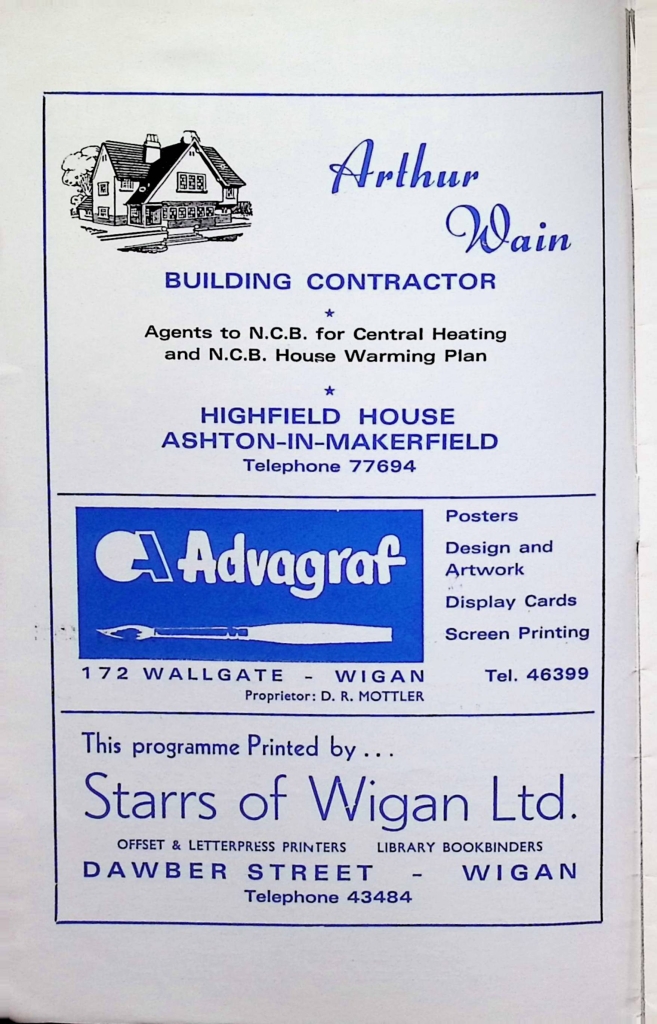 Arthur
Wain
BUILDING CONTRACTOR
★
Agents to N.C.B. for Central Heating
and N.C.B. House Warming Plan
★
HIGHFIELD HOUSE
ASHTON-IN-MAKERFIELD
Telephone 77694
Advagraf
Posters
Design and
Artwork
Display Cards
Screen Printing
172 WALLGATE - WIGAN
Tel. 46399
Proprietor: D. R. MOTTLER
This programme Printed by ...
Starrs of Wigan Ltd.
OFFSET & LETTERPRESS PRINTERS LIBRARY BOOKBINDERS
DAWBER STREET - WIGAN
Telephone 43484